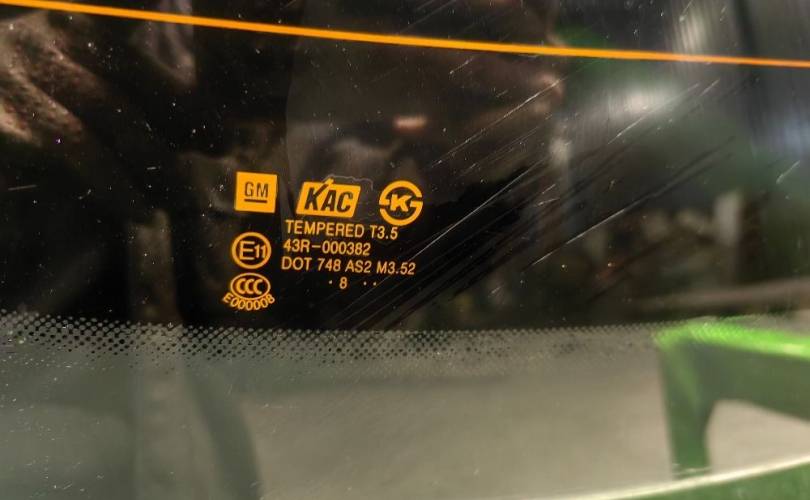 GM KAC K
TEMPERED T3.5
E11 43R-000382
DOT 748 AS2 M3.52
CCC · 8 ··
E000008